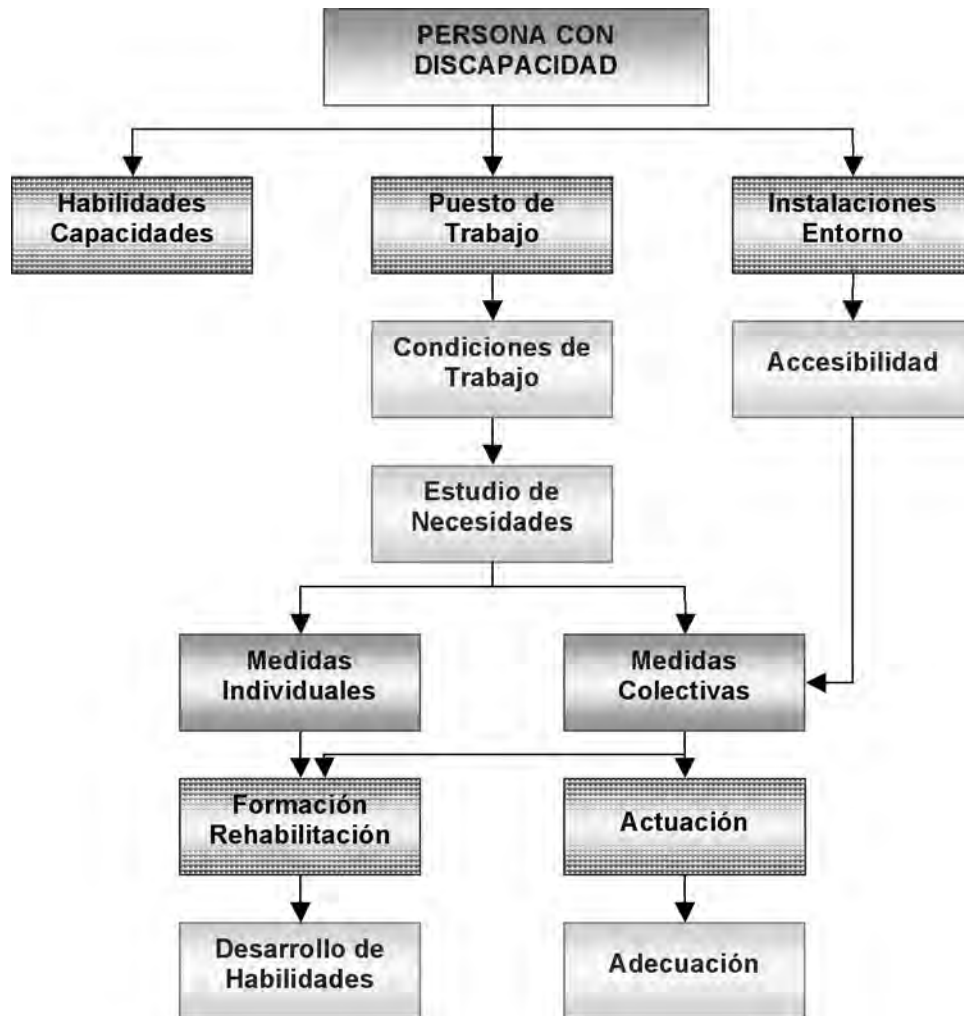 PERSONA CON
DISCAPACIDAD
Habilidades
Capacidades
Puesto de
Trabajo
Instalaciones
Entorno
Condiciones de
Trabajo
Accesibilidad
Estudio de
Necesidades
Medidas
Individuales
Medidas
Colectivas
Formación
Rehabilitación
Actuación
Desarrollo de
Habilidades
Adecuación